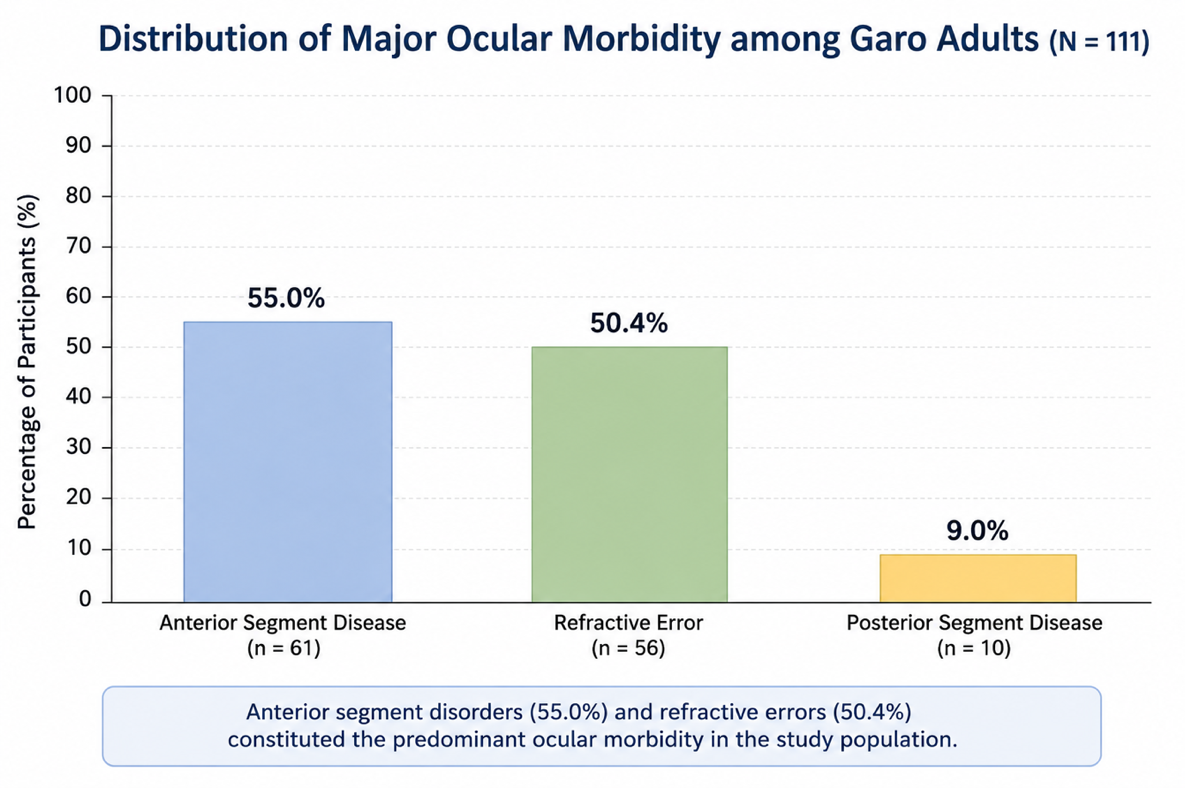 Distribution of Major Ocular Morbidity among Garo Adults (N = 111)
Percentage of Participants (%)
100
90
80
70
60
50
40
30
20
10
0
55.0%
50.4%
9.0%
Anterior Segment Disease
(n = 61)
Refractive Error
(n = 56)
Posterior Segment Disease
(n = 10)
Anterior segment disorders (55.0%) and refractive errors (50.4%)
constituted the predominant ocular morbidity in the study population.